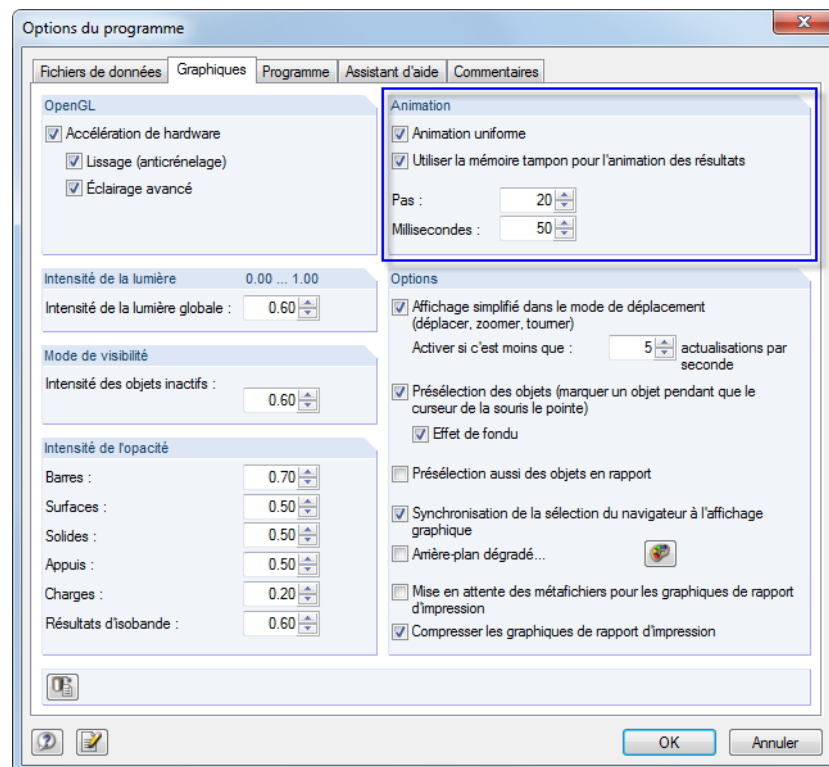 Options du programme
Fichiers de données Graphiques Programme Assistant d'aide Commentaires
OpenGL
Accélération de hardware
Lissage (anticrénelage)
Éclairage avancé
Animation
Animation uniforme
Utiliser la mémoire tampon pour l'animation des résultats
Pas : 20
Millisecondes : 50
Intensité de la lumière 0.00 ... 1.00
Intensité de la lumière globale : 0.60
Mode de visibilité
Intensité des objets inactifs :
0.60
Intensité de l'opacité
Barres : 0.70
Surfaces : 0.50
Solides : 0.50
Appuis : 0.50
Charges : 0.20
Résultats d'isobande : 0.60
Options
Affichage simplifié dans le mode de déplacement
(déplacer, zoomer, tourner)
Activer si c'est moins que : 5 actualisations par
seconde
Présélection des objets (marquer un objet pendant que le
curseur de la souris le pointe)
Effet de fondu
Présélection aussi des objets en rapport
Synchronisation de la sélection du navigateur à l'affichage
graphique
Arrière-plan dégradé...
Mise en attente des métafichiers pour les graphiques de rapport
d'impression
Compresser les graphiques de rapport d'impression
OK Annuler